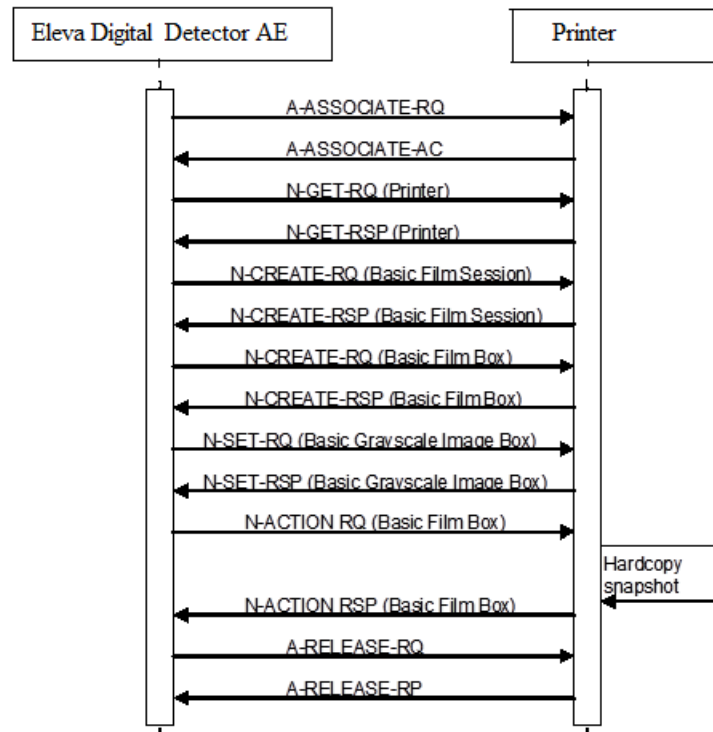 Eleva Digital Detector AE
Printer
A-ASSOCIATE-RQ
A-ASSOCIATE-AC
N-GET-RQ (Printer)
N-GET-RSP (Printer)
N-CREATE-RQ (Basic Film Session)
N-CREATE-RSP (Basic Film Session)
N-CREATE-RQ (Basic Film Box)
N-CREATE-RSP (Basic Film Box)
N-SET-RQ (Basic Grayscale Image Box)
N-SET-RSP (Basic Grayscale Image Box)
N-ACTION RQ (Basic Film Box)
Hardcopy
snapshot
N-ACTION RSP (Basic Film Box)
A-RELEASE-RQ
A-RELEASE-RP